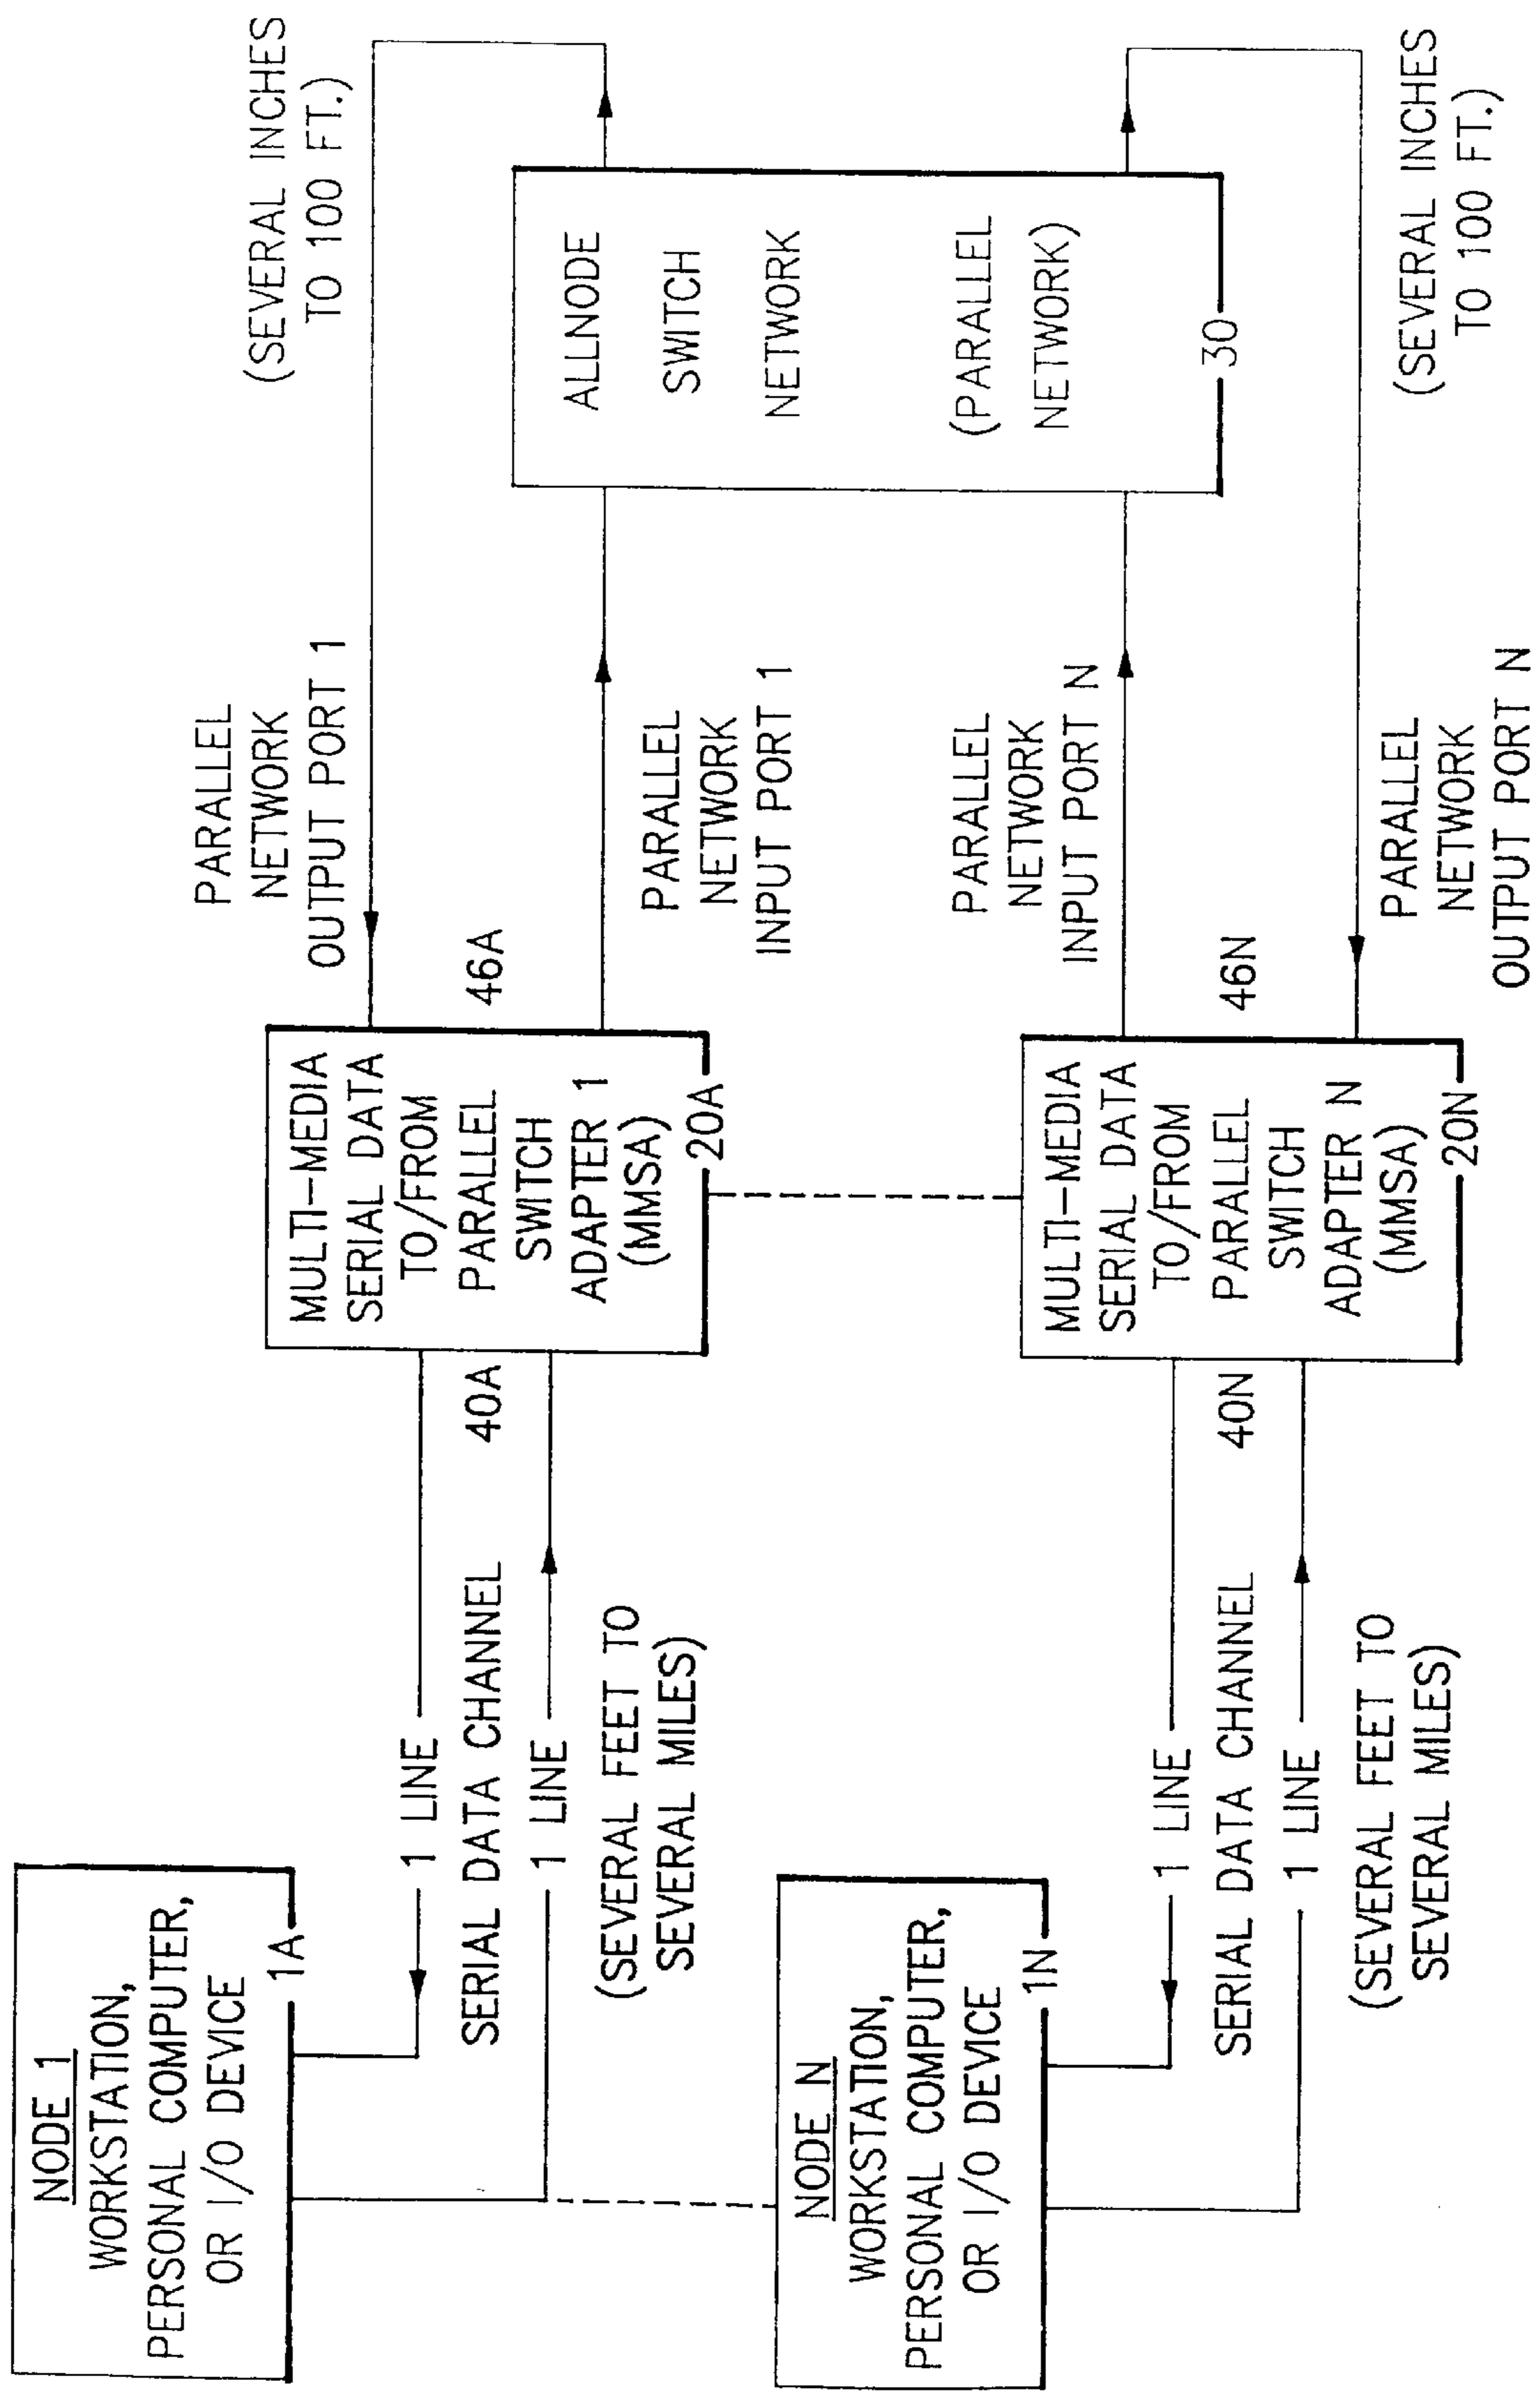 NODE 1
WORKSTATION,
PERSONAL COMPUTER,
OR I/O DEVICE
1A
1 LINE
SERIAL DATA CHANNEL
1 LINE
(SEVERAL FEET TO
SEVERAL MILES)
40A
MULTI-MEDIA
SERIAL DATA
TO/FROM
PARALLEL
SWITCH
ADAPTER 1
(MMSA)
20A
46A
PARALLEL
NETWORK
OUTPUT PORT 1
PARALLEL
NETWORK
INPUT PORT 1
(SEVERAL INCHES
TO 100 FT.)
ALLNODE
SWITCH
NETWORK
(PARALLEL
NETWORK)
30
NODE N
WORKSTATION,
PERSONAL COMPUTER,
OR I/O DEVICE
1N
1 LINE
SERIAL DATA CHANNEL
1 LINE
(SEVERAL FEET TO
SEVERAL MILES)
40N
MULTI-MEDIA
SERIAL DATA
TO/FROM
PARALLEL
SWITCH
ADAPTER N
(MMSA)
20N
46N
PARALLEL
NETWORK
INPUT PORT N
PARALLEL
NETWORK
OUTPUT PORT N
(SEVERAL INCHES
TO 100 FT.)